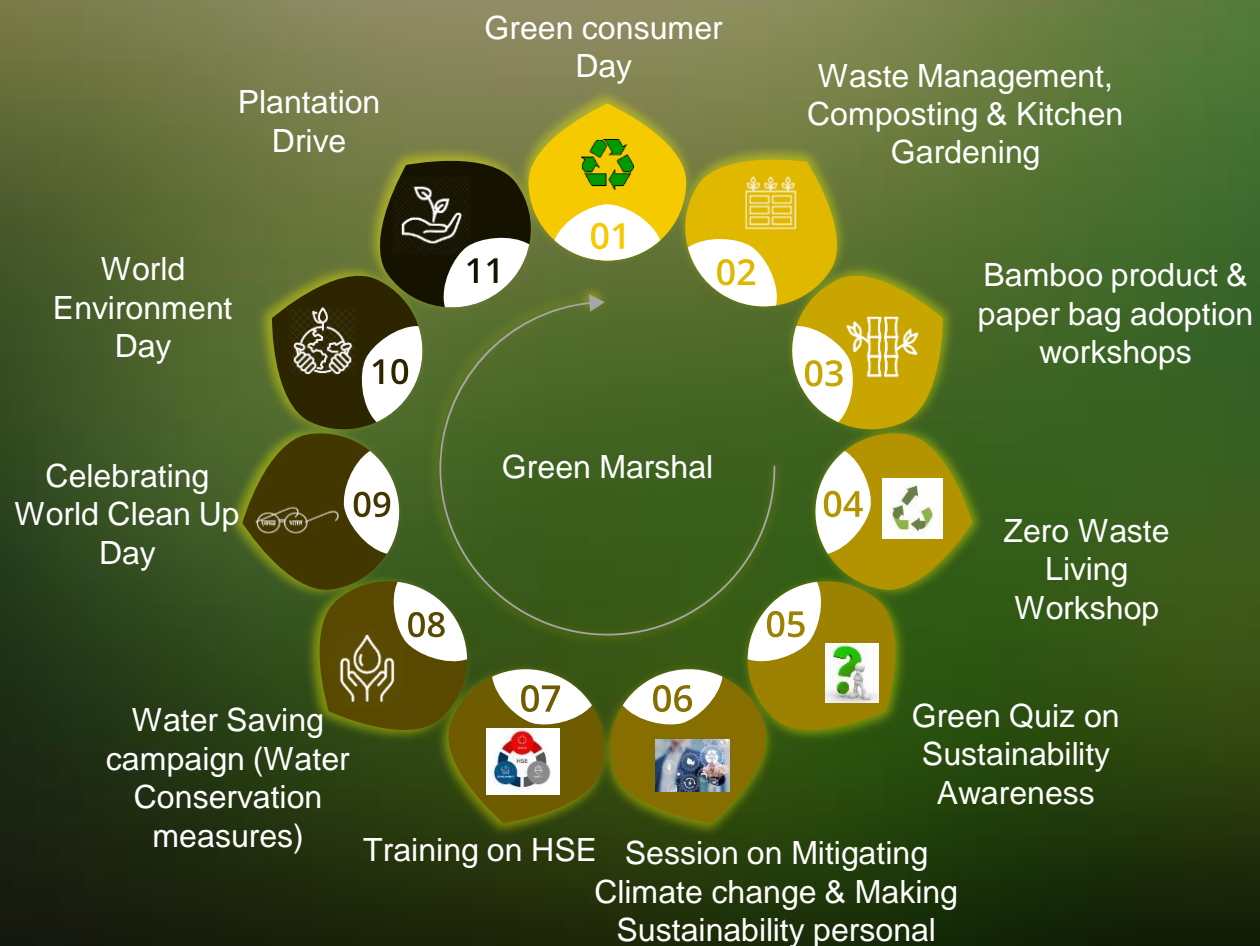 Green consumer
Day
01
Waste Management,
Composting & Kitchen
Gardening
02
Bamboo product &
paper bag adoption
workshops
03
Zero Waste
Living
Workshop
04
Green Quiz on
Sustainability
Awareness
05
Session on Mitigating
Climate change & Making
Sustainability personal
06
Training on HSE
07
HSE
Water Saving
campaign (Water
Conservation
measures)
08
Celebrating
World Clean Up
Day
09
स्वच्छ भारत
World
Environment
Day
10
Plantation
Drive
11
Green Marshal